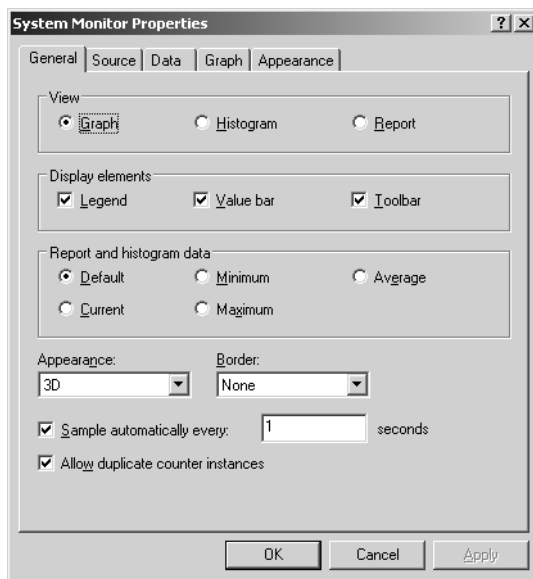 System Monitor Properties
General Source Data Graph Appearance
View
Graph Histogram Report
Display elements
Legend Value bar Toolbar
Report and histogram data
Default Minimum Average
Current Maximum
Appearance: Border:
3D None
Sample automatically every: 1 seconds
Allow duplicate counter instances
OK Cancel Apply